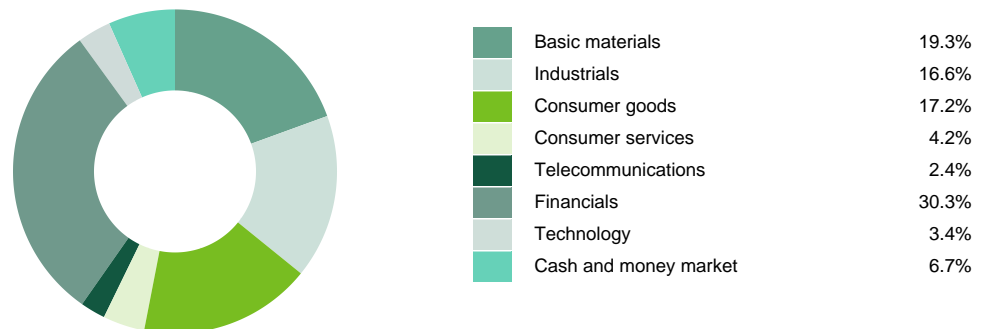 Basic materials 19.3%
Industrials 16.6%
Consumer goods 17.2%
Consumer services 4.2%
Telecommunications 2.4%
Financials 30.3%
Technology 3.4%
Cash and money market 6.7%